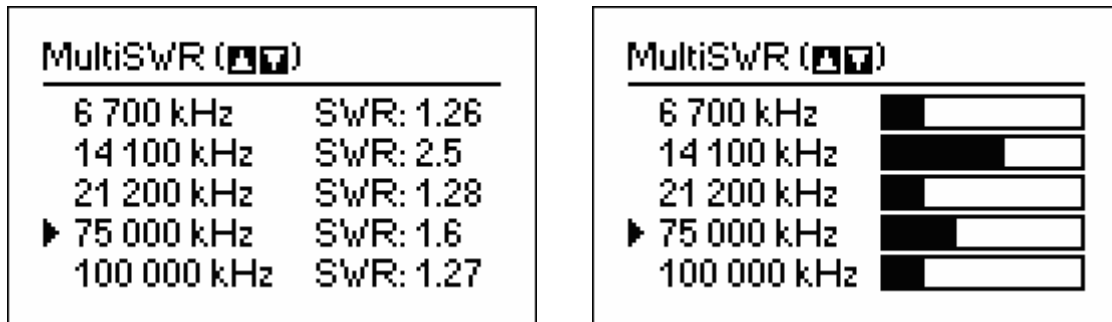 MultiSWR (▲▼)
6 700 kHz SWR: 1.26
14 100 kHz SWR: 2.5
21 200 kHz SWR: 1.28
75 000 kHz SWR: 1.6
100 000 kHz SWR: 1.27
MultiSWR (▲▼)
6 700 kHz
14 100 kHz
21 200 kHz
75 000 kHz
100 000 kHz